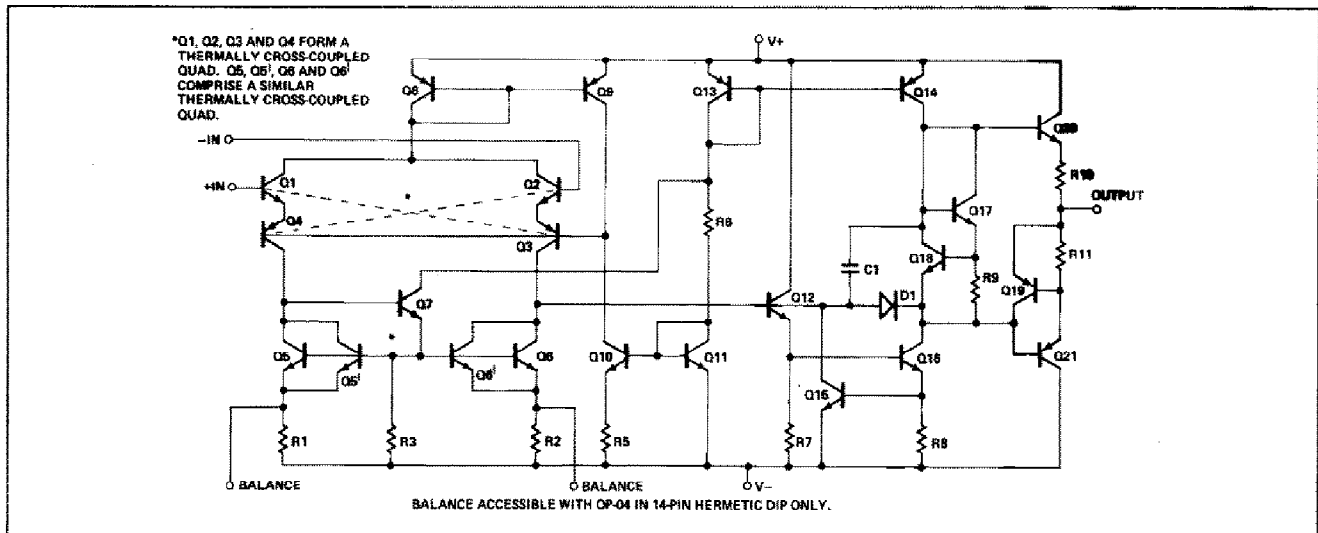 *Q1, Q2, Q3 AND Q4 FORM A
THERMALLY CROSS-COUPLED
QUAD. Q5, Q5', Q6 AND Q6'
COMPRISE A SIMILAR
THERMALLY CROSS-COUPLED
QUAD.
V+
Q8
Q9
Q13
Q14
Q20
−IN
+IN
Q1
*
Q2
R10
OUTPUT
Q4
Q3
R6
Q17
Q18
R11
C1
R9
Q19
Q7
Q12
D1
*
Q5
Q5'
Q6'
Q6
Q10
Q11
Q16
Q21
Q15
R1
R3
R2
R5
R7
R8
BALANCE
BALANCE
V−
BALANCE ACCESSIBLE WITH OP-04 IN 14-PIN HERMETIC DIP ONLY.